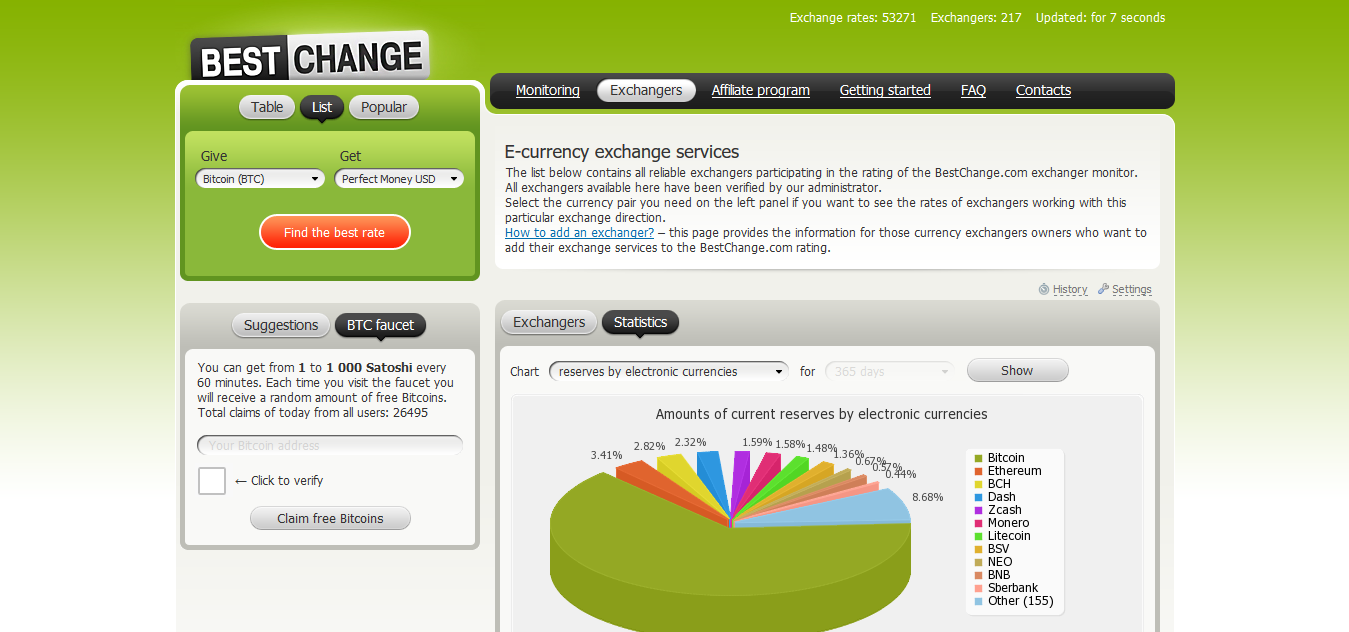 Exchange rates: 53271 Exchangers: 217 Updated: for 7 seconds
BEST CHANGE
Monitoring Exchangers Affiliate program Getting started FAQ Contacts
Table List Popular
Give Get
Bitcoin (BTC) Perfect Money USD
Find the best rate
E-currency exchange services
The list below contains all reliable exchangers participating in the rating of the BestChange.com exchanger monitor.
All exchangers available here have been verified by our administrator.
Select the currency pair you need on the left panel if you want to see the rates of exchangers working with this
particular exchange direction.
How to add an exchanger? – this page provides the information for those currency exchangers owners who want to
add their exchange services to the BestChange.com rating.
History Settings
Suggestions BTC faucet
You can get from 1 to 1 000 Satoshi every
60 minutes. Each time you visit the faucet you
will receive a random amount of free Bitcoins.
Total claims of today from all users: 26495
Your Bitcoin address
← Click to verify
Claim free Bitcoins
Exchangers Statistics
Chart reserves by electronic currencies for 365 days Show
Amounts of current reserves by electronic currencies
3.41%
2.82%
2.32%
1.59%
1.58%
1.48%
1.36%
0.67%
0.57%
0.44%
8.68%
Bitcoin
Ethereum
BCH
Dash
Zcash
Monero
Litecoin
BSV
NEO
BNB
Sberbank
Other (155)